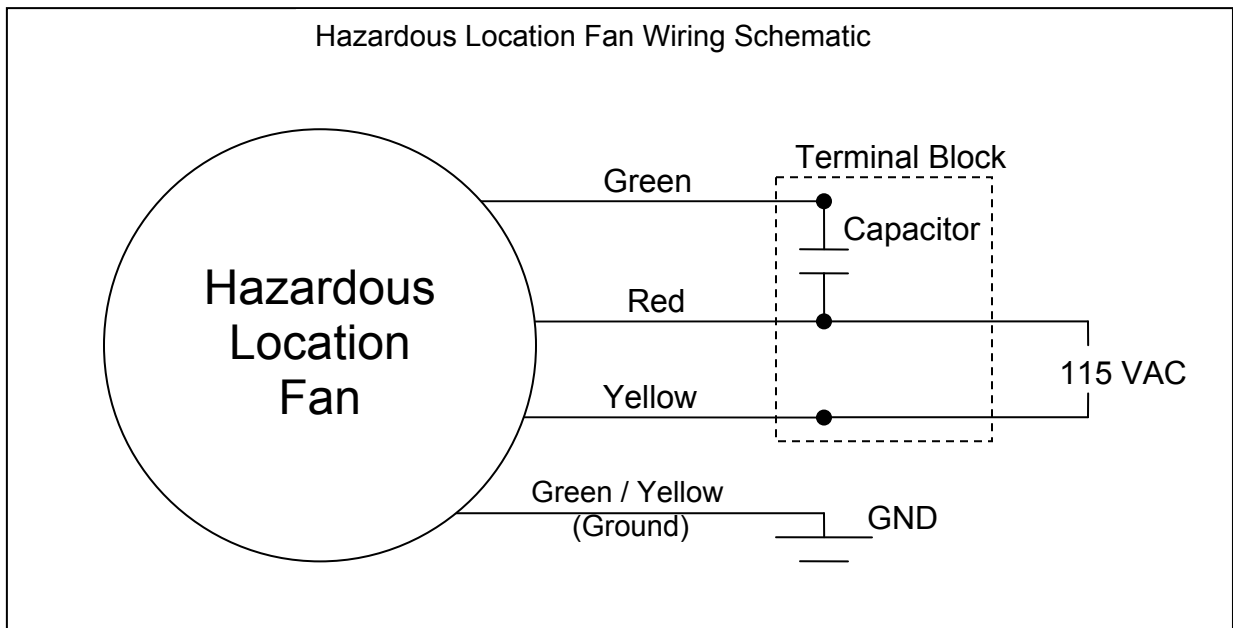 Hazardous Location Fan Wiring Schematic
Terminal Block
Green
Capacitor
Hazardous
Location
Fan
Red
115 VAC
Yellow
Green / Yellow
(Ground)
GND